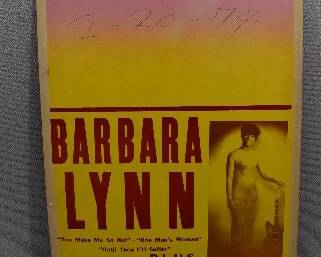 BARBARA
LYNN
"You Make Me So Hot" - "One Man's Woman"
"Until Then I'll Suffer"
PLUS